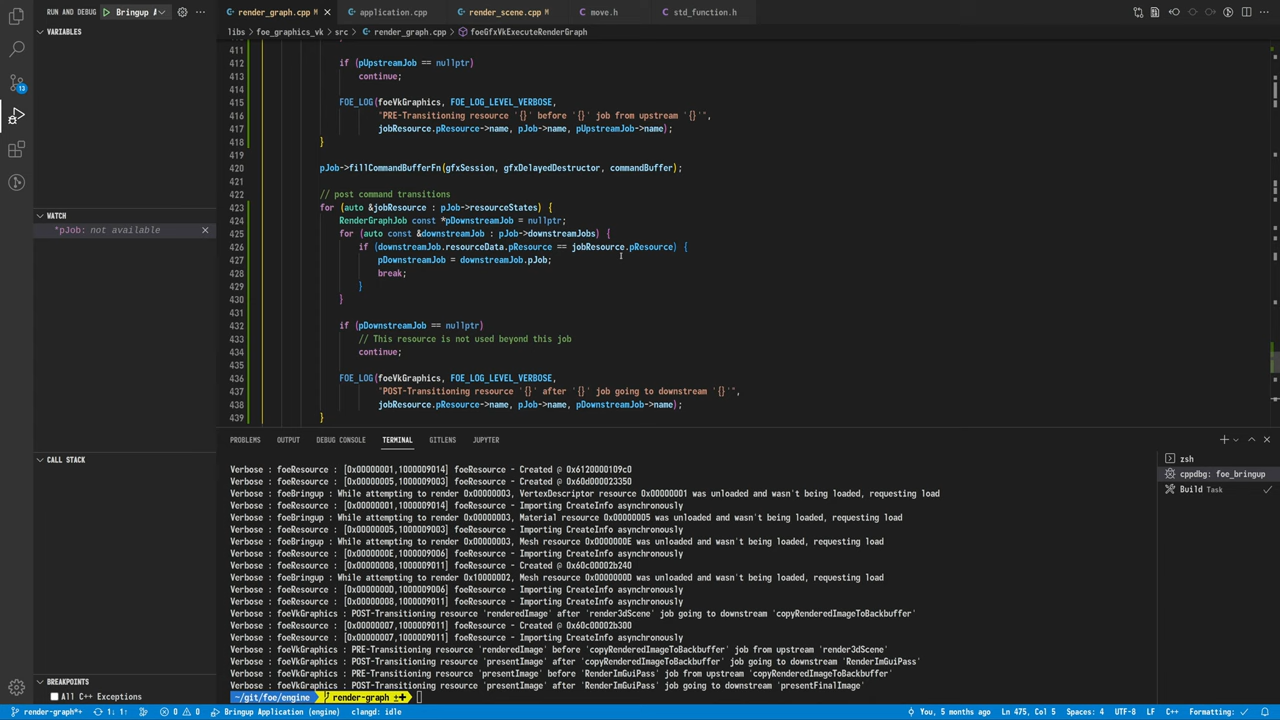 RUN AND DEBUG
Bringup A
render_graph.cpp M
application.cpp
render_scene.cpp M
move.h
std_function.h
VARIABLES
libs > foe_graphics_vk > src > render_graph.cpp > foeGfxVkExecuteRenderGraph
411
412 if (pUpstreamJob == nullptr)
413 continue;
414
415 FOE_LOG(foeVkGraphics, FOE_LOG_LEVEL_VERBOSE,
416 "PRE-Transitioning resource '{}' before '{}' job from upstream '{}'",
417 jobResource.pResource->name, pJob->name, pUpstreamJob->name);
418 }
419
420 pJob->fillCommandBufferFn(gfxSession, gfxDelayedDestructor, commandBuffer);
421
422 // post command transitions
423 for (auto &jobResource : pJob->resourceStates) {
424 RenderGraphJob const *pDownstreamJob = nullptr;
425 for (auto const &downstreamJob : pJob->downstreamJobs) {
426 if (downstreamJob.resourceData.pResource == jobResource.pResource) {
427 pDownstreamJob = downstreamJob.pJob;
428 break;
429 }
430 }
431
432 if (pDownstreamJob == nullptr)
433 // This resource is not used beyond this job
434 continue;
435
436 FOE_LOG(foeVkGraphics, FOE_LOG_LEVEL_VERBOSE,
437 "POST-Transitioning resource '{}' after '{}' job going to downstream '{}'",
438 jobResource.pResource->name, pJob->name, pDownstreamJob->name);
439 }
WATCH
*pJob: not available
CALL STACK
BREAKPOINTS
All C++ Exceptions
PROBLEMS OUTPUT DEBUG CONSOLE TERMINAL GITLENS JUPYTER
Verbose : foeResource : [0x00000001,1000009014] foeResource - Created @ 0x6120000109c0
Verbose : foeResource : [0x00000005,1000009003] foeResource - Created @ 0x60d000023350
Verbose : foeBringup : While attempting to render 0x00000003, VertexDescriptor resource 0x00000001 was unloaded and wasn't being loaded, requesting load
Verbose : foeResource : [0x00000001,1000009014] foeResource - Importing CreateInfo asynchronously
Verbose : foeBringup : While attempting to render 0x00000003, Material resource 0x00000005 was unloaded and wasn't being loaded, requesting load
Verbose : foeResource : [0x00000005,1000009003] foeResource - Importing CreateInfo asynchronously
Verbose : foeBringup : While attempting to render 0x00000003, Mesh resource 0x0000000E was unloaded and wasn't being loaded, requesting load
Verbose : foeResource : [0x0000000E,1000009006] foeResource - Importing CreateInfo asynchronously
Verbose : foeResource : [0x00000008,1000009011] foeResource - Created @ 0x60c00002b240
Verbose : foeBringup : While attempting to render 0x10000002, Mesh resource 0x0000000D was unloaded and wasn't being loaded, requesting load
Verbose : foeResource : [0x0000000D,1000009006] foeResource - Importing CreateInfo asynchronously
Verbose : foeResource : [0x00000008,1000009011] foeResource - Importing CreateInfo asynchronously
Verbose : foeVkGraphics : POST-Transitioning resource 'renderedImage' after 'render3dScene' job going to downstream 'copyRenderedImageToBackbuffer'
Verbose : foeResource : [0x00000007,1000009011] foeResource - Created @ 0x60c00002b300
Verbose : foeResource : [0x00000007,1000009011] foeResource - Importing CreateInfo asynchronously
Verbose : foeVkGraphics : PRE-Transitioning resource 'renderedImage' before 'copyRenderedImageToBackbuffer' job from upstream 'render3dScene'
Verbose : foeVkGraphics : POST-Transitioning resource 'presentImage' after 'copyRenderedImageToBackbuffer' job going to downstream 'RenderImGuiPass'
Verbose : foeVkGraphics : PRE-Transitioning resource 'presentImage' before 'RenderImGuiPass' job from upstream 'copyRenderedImageToBackbuffer'
Verbose : foeVkGraphics : POST-Transitioning resource 'presentImage' after 'RenderImGuiPass' job going to downstream 'presentFinalImage'
~/git/foe/engine render-graph
zsh
cppdbg: foe_bringup
Build Task
13
render-graph* 1↓ 1↑ 0 0 Bringup Application (engine) clangd: idle
You, 5 months ago Ln 475, Col 5 Spaces: 4 UTF-8 LF C++ Formatting: